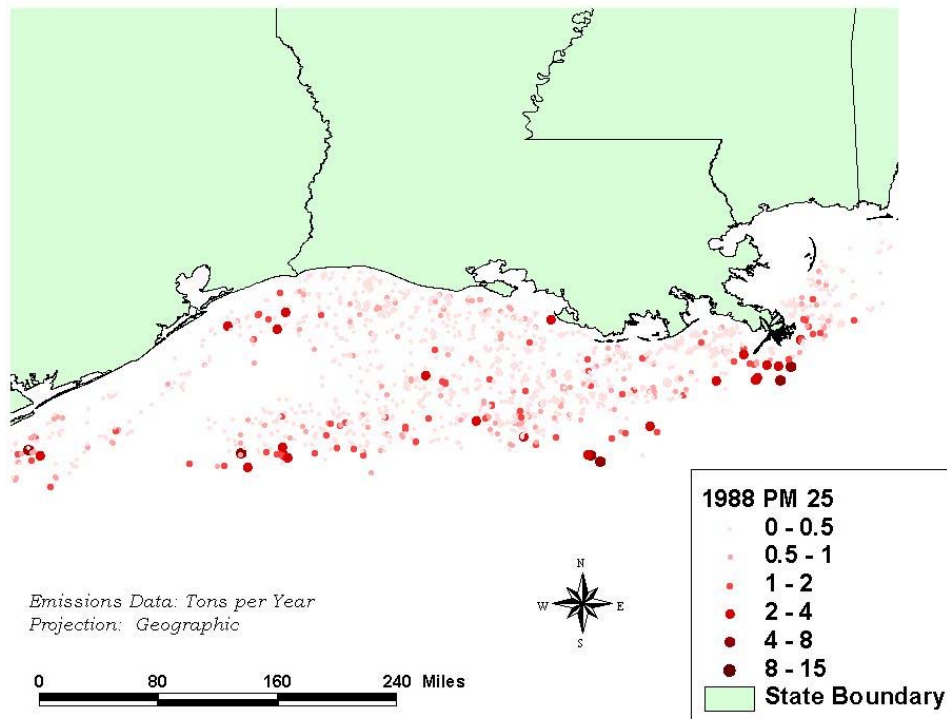 1988 PM 25
0 - 0.5
0.5 - 1
1 - 2
2 - 4
4 - 8
8 - 15
State Boundary
N
W E
S
Emissions Data: Tons per Year
Projection: Geographic
0 80 160 240 Miles